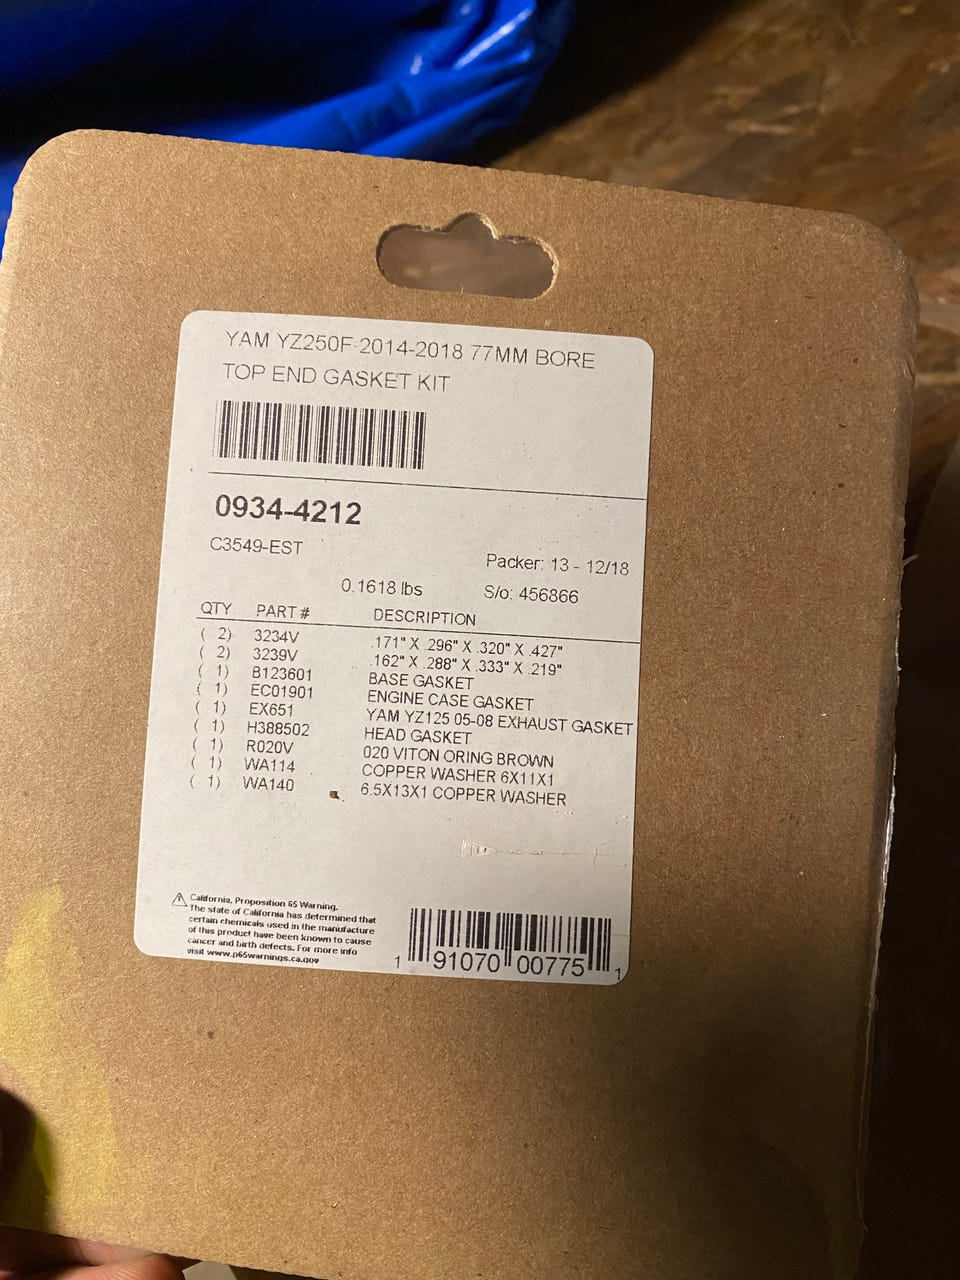 YAM YZ250F-2014-2018 77MM BORE
TOP END GASKET KIT
0934-4212
C3549-EST
Packer: 13 - 12/18
0.1618 lbs S/o: 456866
QTY PART # DESCRIPTION
( 2) 3234V .171" X .296" X .320" X .427"
( 2) 3239V .162" X .288" X .333" X .219"
( 1) B123601 BASE GASKET
( 1) EC01901 ENGINE CASE GASKET
( 1) EX651 YAM YZ125 05-08 EXHAUST GASKET
( 1) H388502 HEAD GASKET
( 1) R020V 020 VITON ORING BROWN
( 1) WA114 COPPER WASHER 6X11X1
( 1) WA140 6.5X13X1 COPPER WASHER
California, Proposition 65 Warning.
The state of California has determined that
certain chemicals used in the manufacture
of this product have been known to cause
cancer and birth defects. For more info
visit www.p65warnings.ca.gov
1 91070 00775 1